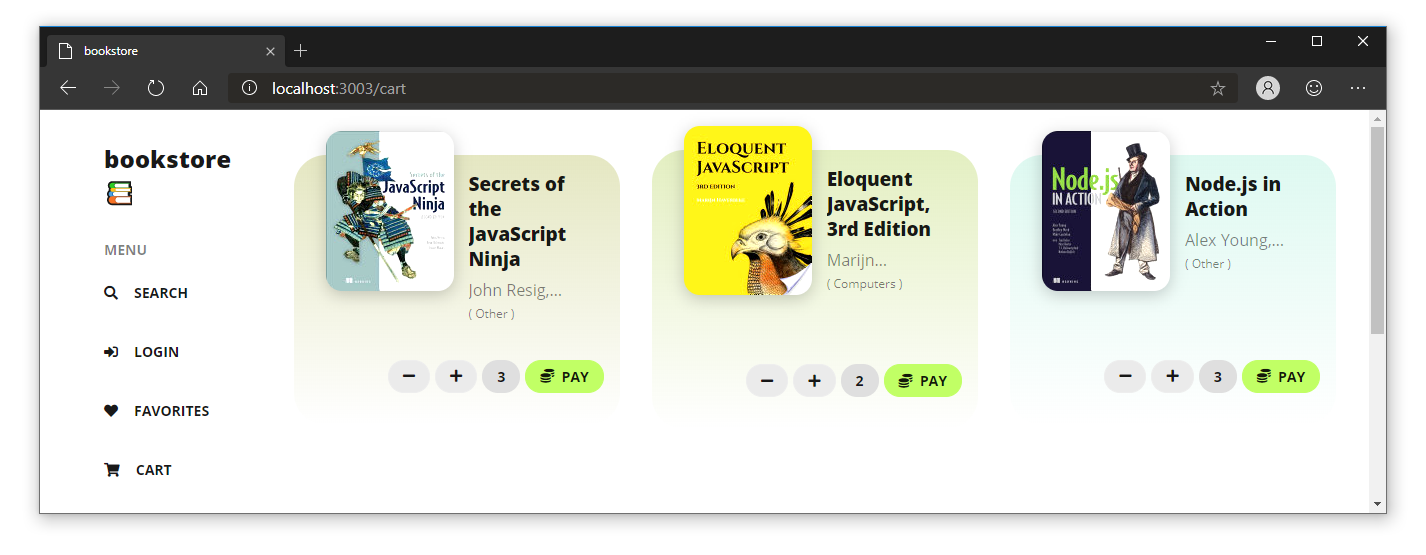 bookstore
localhost:3003/cart
bookstore
MENU
SEARCH
LOGIN
FAVORITES
CART
Secrets of the
JavaScript
Ninja
Secrets of
the
JavaScript
Ninja
John Resig,...
( Other )
3
PAY
ELOQUENT
JAVASCRIPT
3RD EDITION
Eloquent
JavaScript,
3rd Edition
Marijn...
( Computers )
2
PAY
Node.js
IN ACTION
Node.js in
Action
Alex Young,...
( Other )
3
PAY